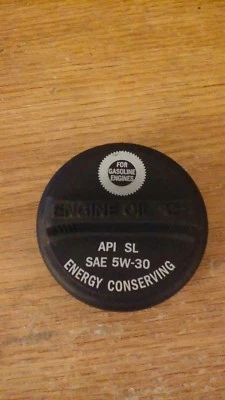 FOR
GASOLINE
ENGINES
ENGINE OIL
API SL
SAE 5W-30
ENERGY CONSERVING